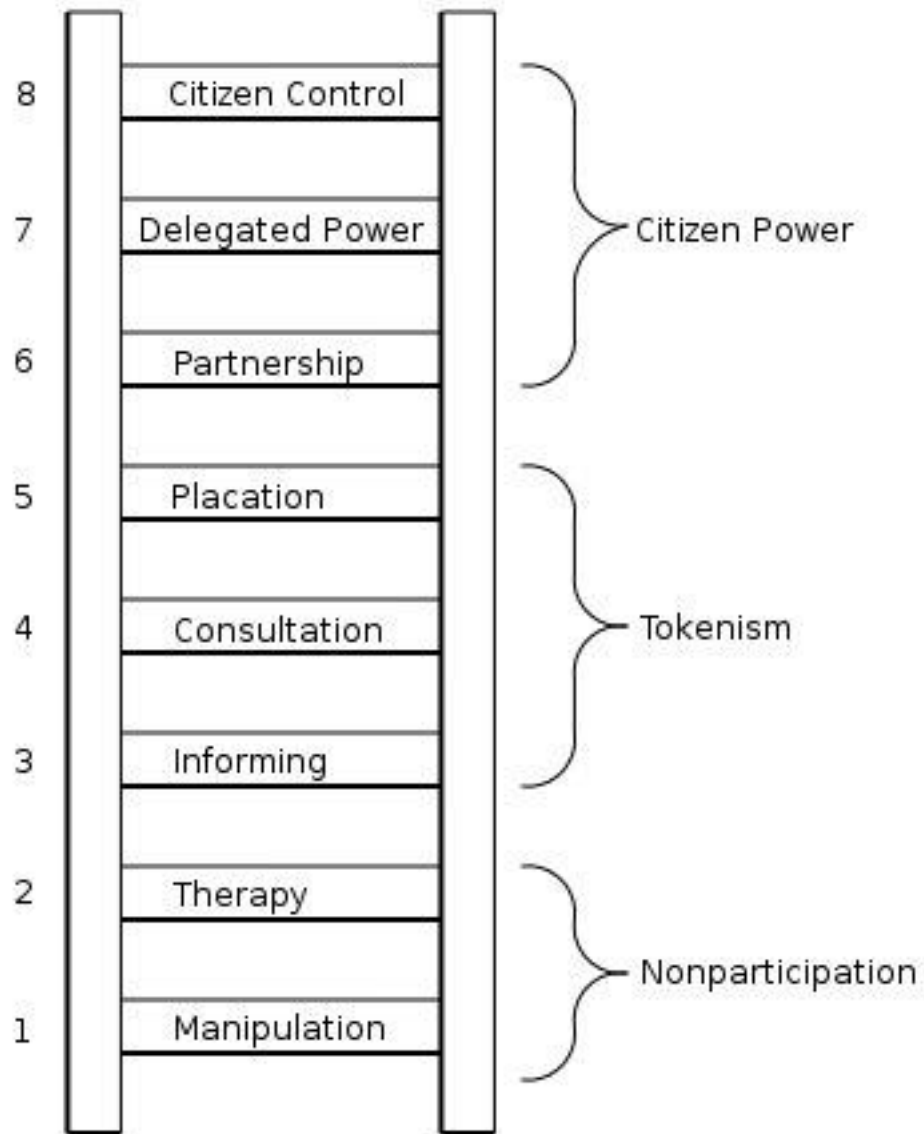 8 Citizen Control
7 Delegated Power Citizen Power
6 Partnership
5 Placation
4 Consultation Tokenism
3 Informing
2 Therapy
Nonparticipation
1 Manipulation